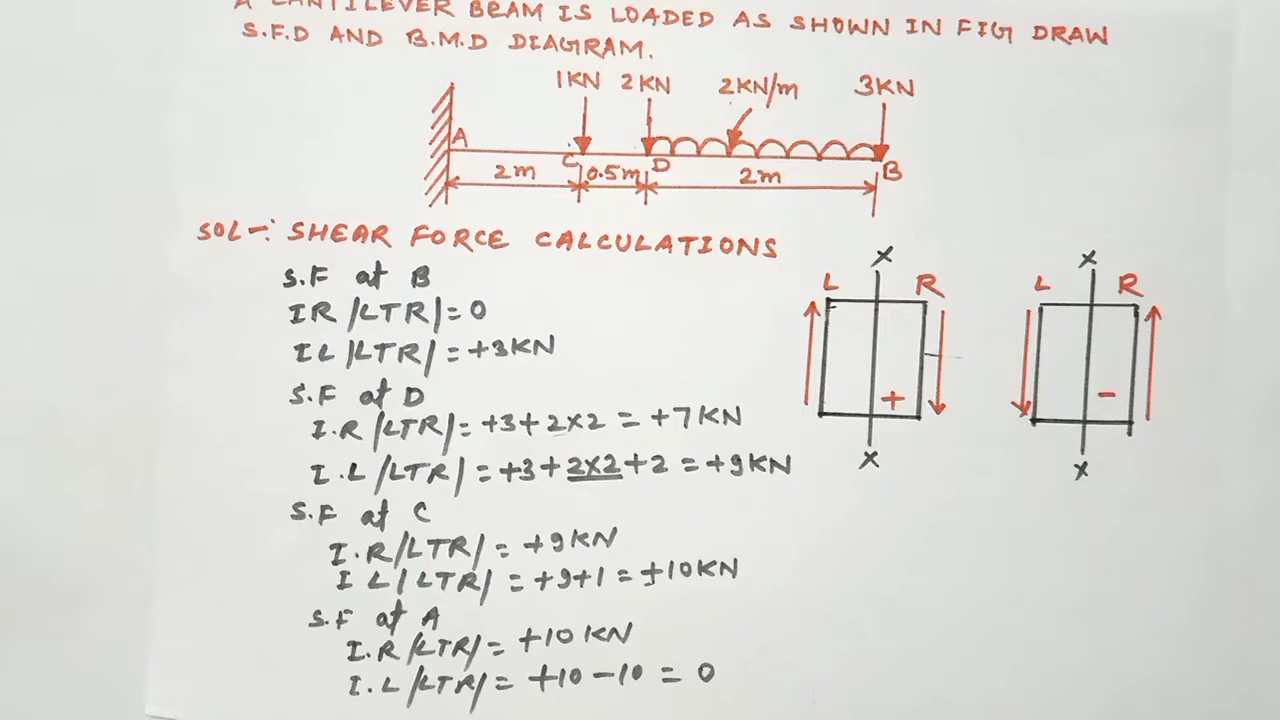 A CANTILEVER BEAM IS LOADED AS SHOWN IN FIG DRAW
S.F.D AND B.M.D DIAGRAM.
1KN 2KN 2KN/m 3KN
A C D B
2m 0.5m 2m
SOL-: SHEAR FORCE CALCULATIONS
S.F at B
IR /LTR/= 0
IL /LTR/ = +3KN
S.F at D
I.R /LTR/= +3+2×2 = +7KN
I.L /LTR/ = +3+2×2+2 = +9KN
S.F at C
I.R/LTR/ = +9KN
I L/LTR/ = +9+1 = +10KN
S.F at A
I.R /LTR/= +10 KN
I.L /LTR/= +10-10 = 0
X X
L R L R
+ -
X X